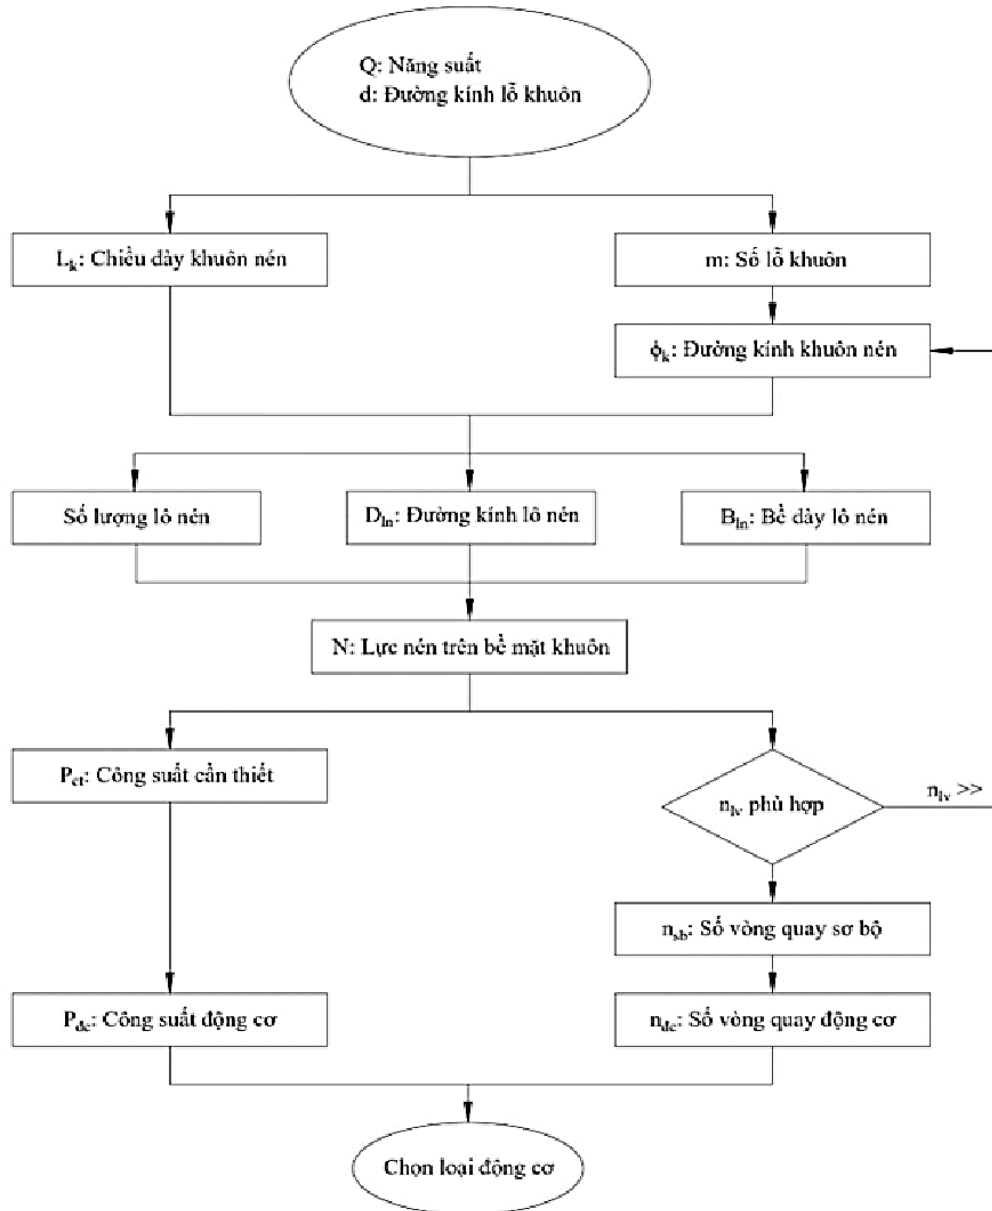 Q: Năng suất
d: Đường kính lỗ khuôn
Lk: Chiều dày khuôn nén
m: Số lỗ khuôn
ϕk: Đường kính khuôn nén
Số lượng lô nén
Dln: Đường kính lô nén
Bln: Bề dày lô nén
N: Lực nén trên bề mặt khuôn
Pct: Công suất cần thiết
nlv phù hợp
nlv >>
nsb: Số vòng quay sơ bộ
Pđc: Công suất động cơ
nđc: Số vòng quay động cơ
Chọn loại động cơ